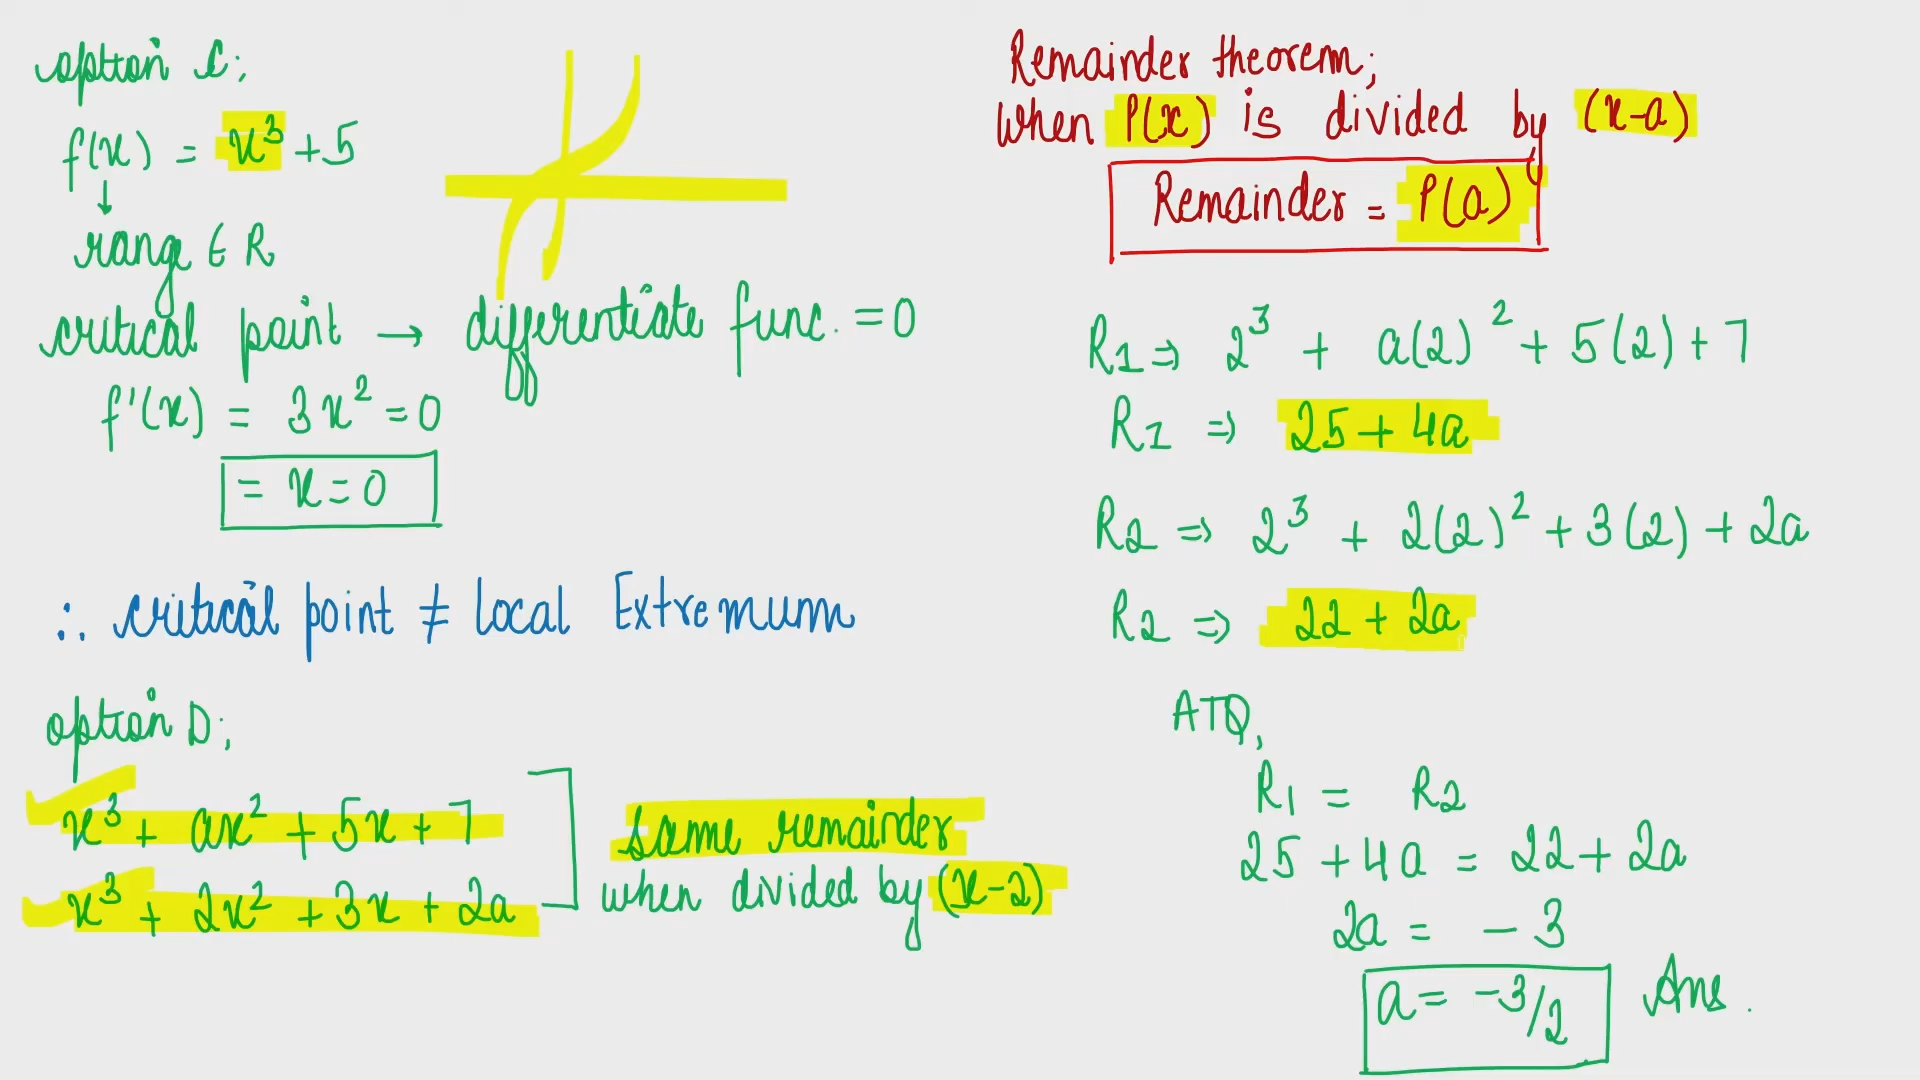 option C;
f(x) = x³ + 5
↓
range ∈ R
critical point → differentiate func. = 0
f'(x) = 3x² = 0
= x = 0
∴ critical point ≠ local Extremum
option D;
x³ + ax² + 5x + 7
x³ + 2x² + 3x + 2a
same remainder
when divided by (x-2)
Remainder theorem;
when P(x) is divided by (x-a)
Remainder = P(a)
R1 ⇒ 2³ + a(2)² + 5(2) + 7
R1 ⇒ 25 + 4a
R2 ⇒ 2³ + 2(2)² + 3(2) + 2a
R2 ⇒ 22 + 2a
ATQ,
R1 = R2
25 + 4a = 22 + 2a
2a = - 3
a = -3/2 Ans.